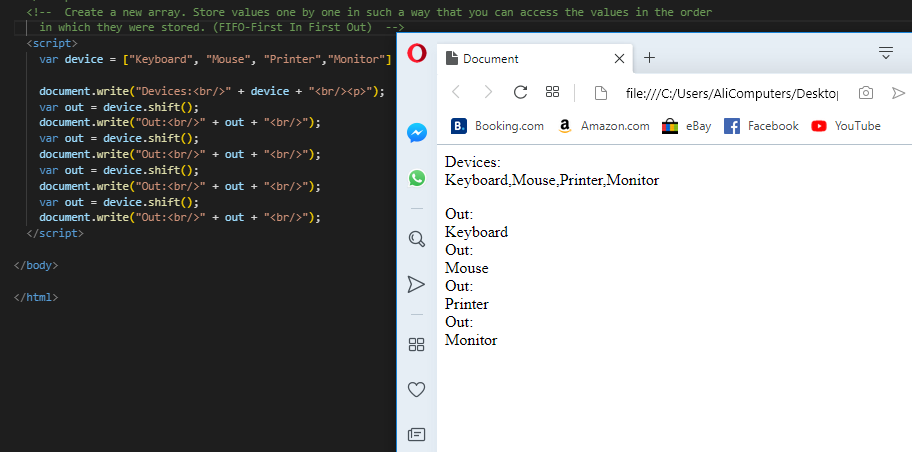 <!--  Create a new array. Store values one by one in such a way that you can access the values in the order
in which they were stored. (FIFO-First In First Out)  -->
<script>
var device = ["Keyboard", "Mouse", "Printer","Monitor"]
document.write("Devices:<br/>" + device + "<br/><p>");
var out = device.shift();
document.write("Out:<br/>" + out + "<br/>");
var out = device.shift();
document.write("Out:<br/>" + out + "<br/>");
var out = device.shift();
document.write("Out:<br/>" + out + "<br/>");
var out = device.shift();
document.write("Out:<br/>" + out + "<br/>");
</script>
</body>
</html>
Document
file:///C:/Users/AliComputers/Desktop
B. Booking.com
a Amazon.com
eBay
Facebook
YouTube
Devices:
Keyboard,Mouse,Printer,Monitor
Out:
Keyboard
Out:
Mouse
Out:
Printer
Out:
Monitor